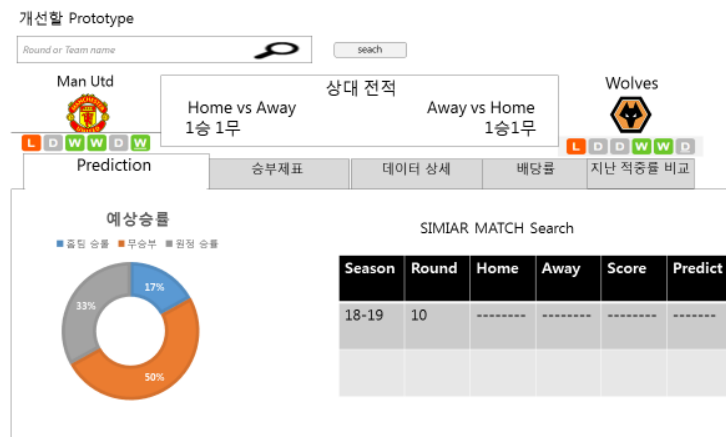 개선할 Prototype
Round or Team name
seach
Man Utd
상대 전적
Wolves
Home vs Away
Away vs Home
1승 1무
1승1무
L D W W D W
L D D W W D
Prediction
승부제표
데이터 상세
배당률
지난 적중률 비교
예상승률
홈팀 승률 무승부 원정 승률
17%
33%
50%
SIMIAR MATCH Search
Season Round Home Away Score Predict
18-19 10 -------- -------- -------- -------